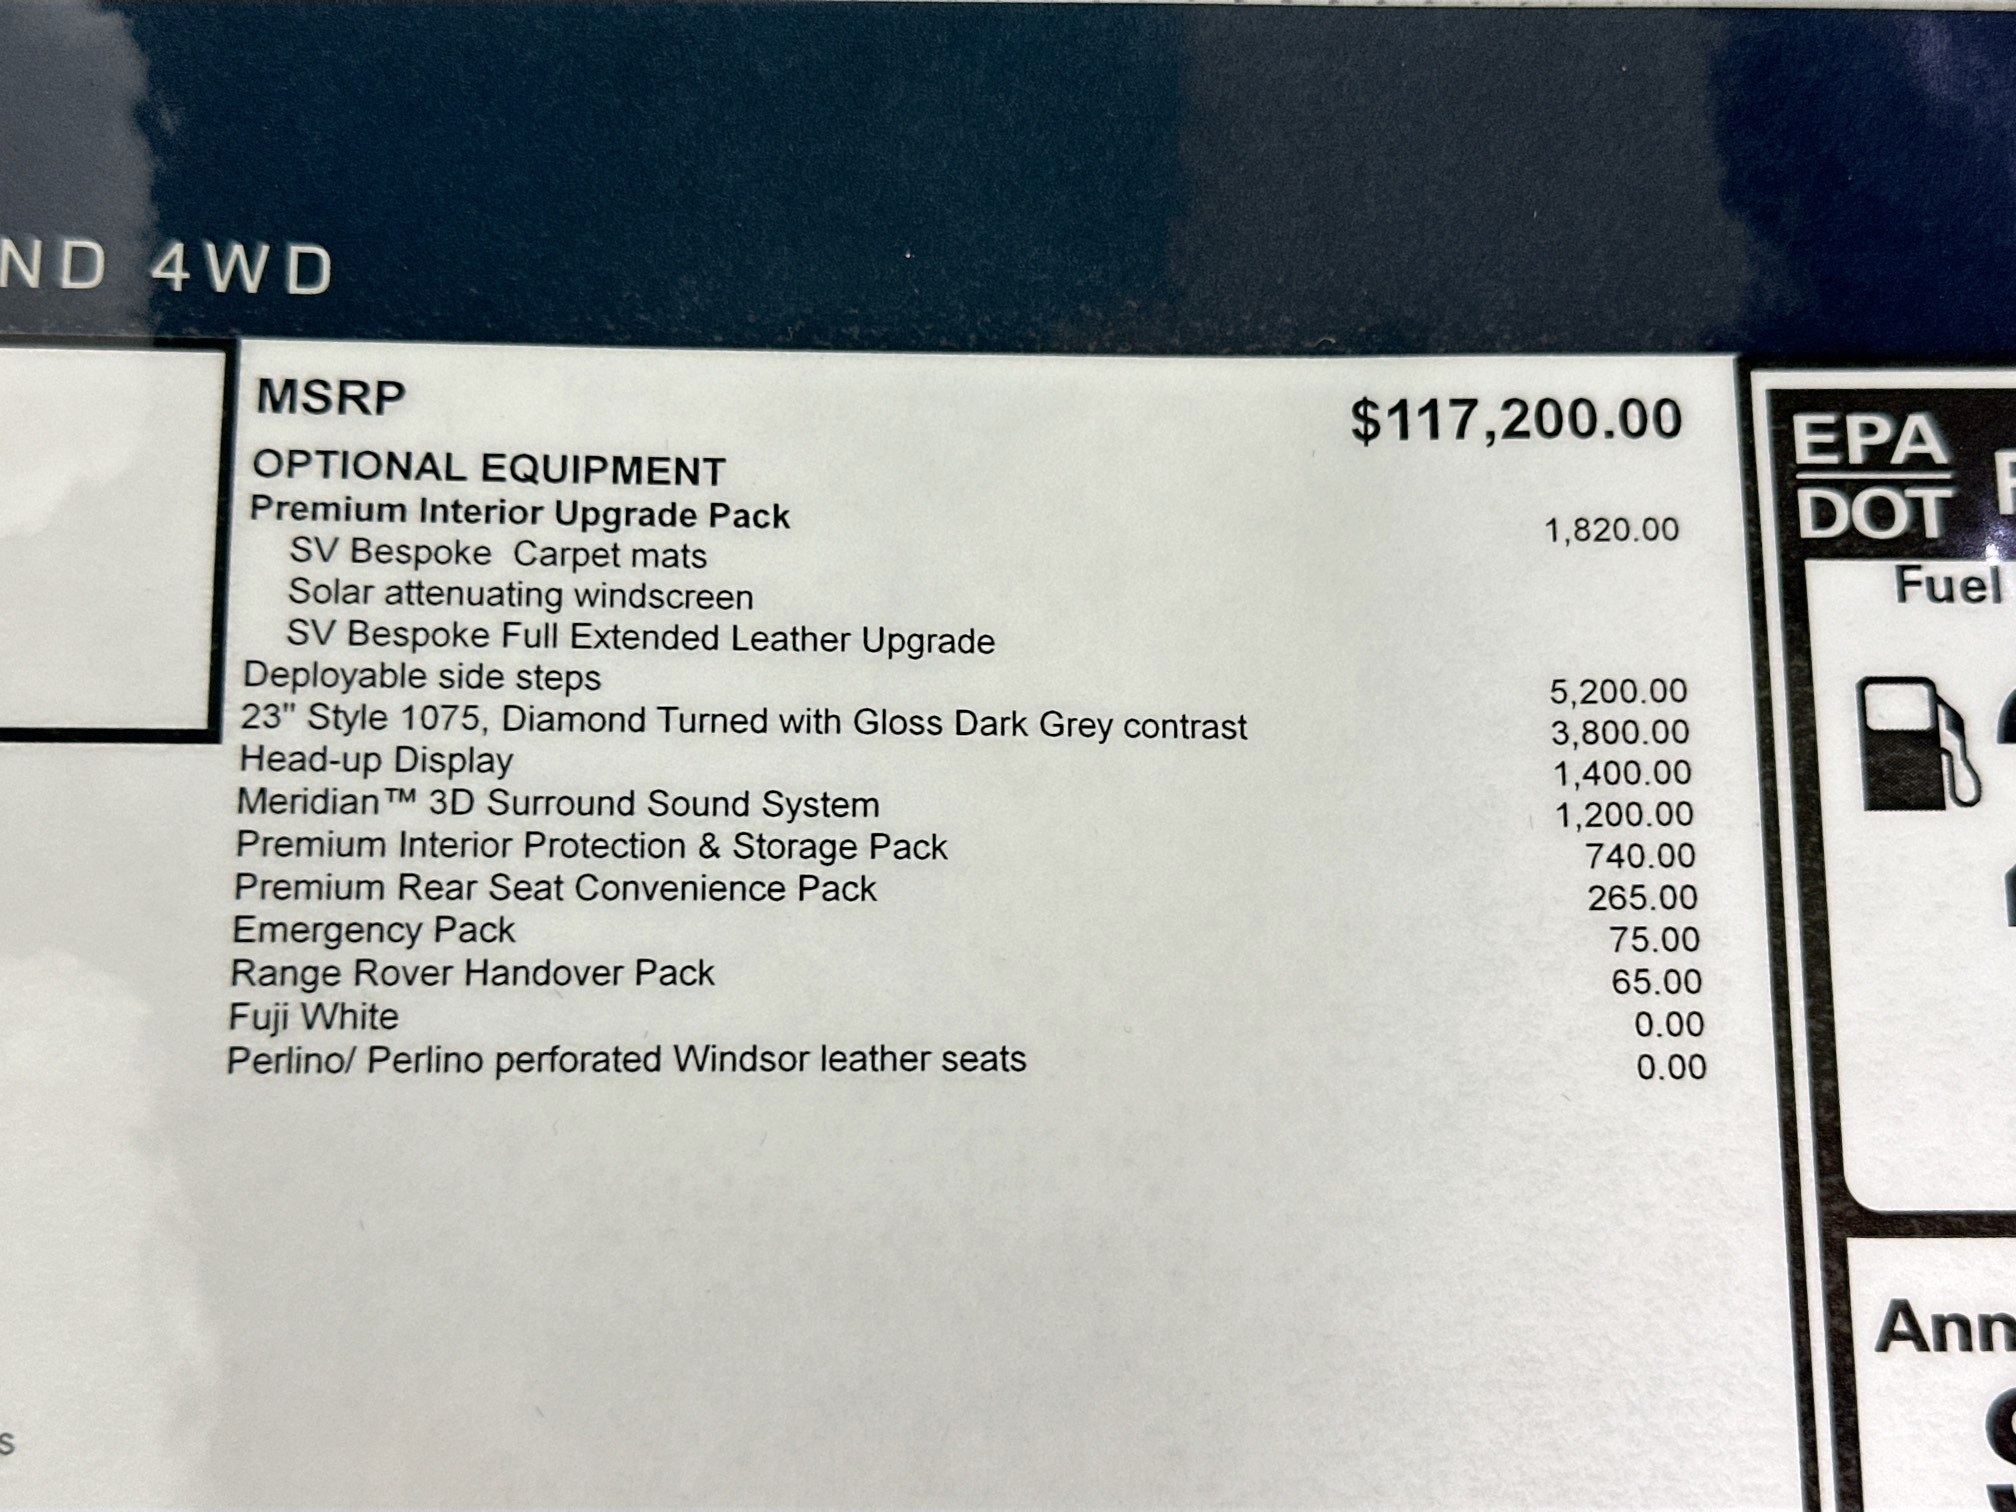 ND 4WD
MSRP $117,200.00
OPTIONAL EQUIPMENT
Premium Interior Upgrade Pack 1,820.00
SV Bespoke Carpet mats
Solar attenuating windscreen
SV Bespoke Full Extended Leather Upgrade
Deployable side steps 5,200.00
23" Style 1075, Diamond Turned with Gloss Dark Grey contrast 3,800.00
Head-up Display 1,400.00
Meridian™ 3D Surround Sound System 1,200.00
Premium Interior Protection & Storage Pack 740.00
Premium Rear Seat Convenience Pack 265.00
Emergency Pack 75.00
Range Rover Handover Pack 65.00
Fuji White 0.00
Perlino/ Perlino perforated Windsor leather seats 0.00
s
EPA
DOT
Fuel
Ann